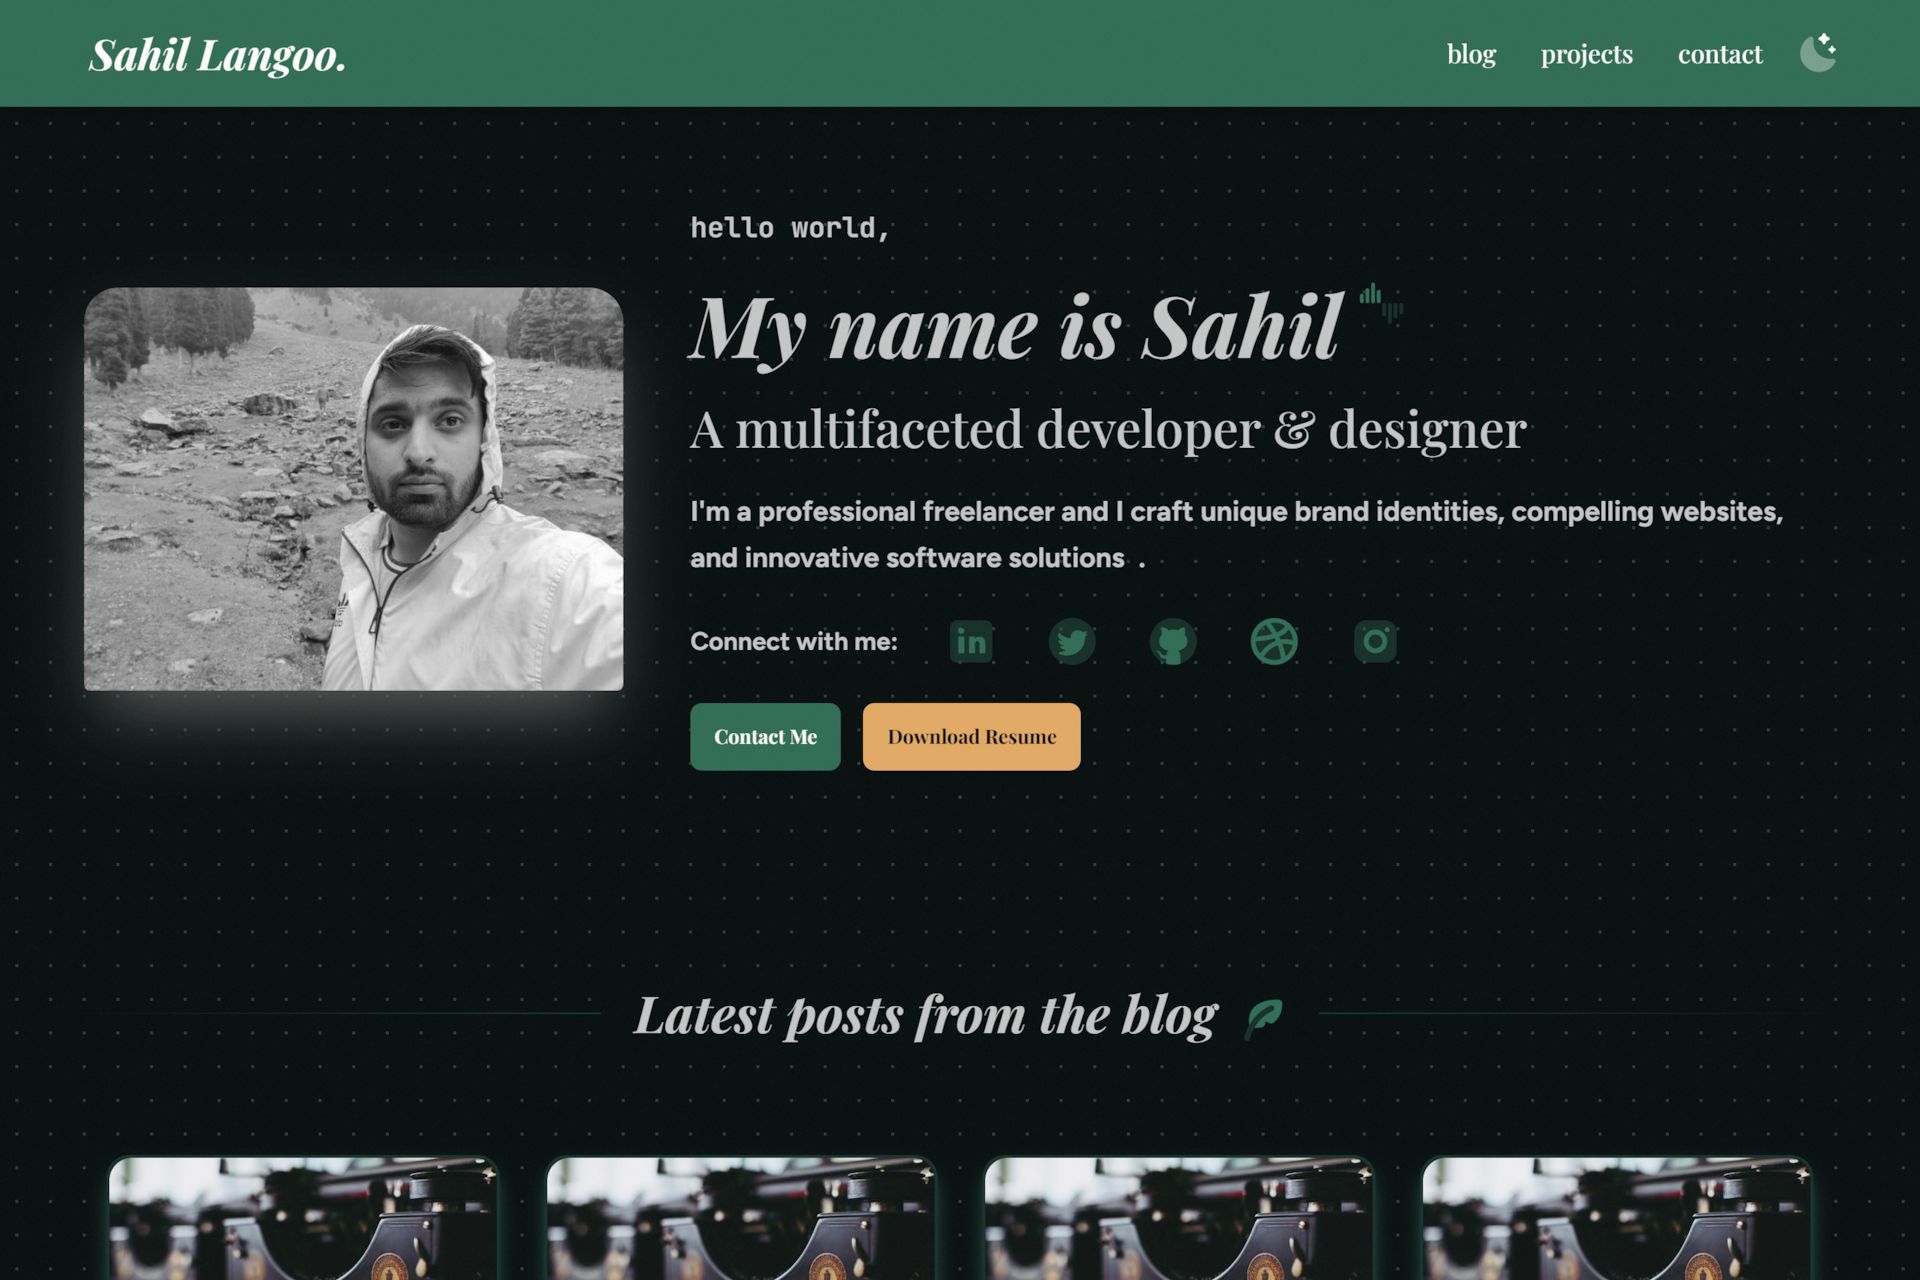 Sahil Langoo.
blog projects contact
hello world,
My name is Sahil
A multifaceted developer & designer
I'm a professional freelancer and I craft unique brand identities, compelling websites,
and innovative software solutions .
Connect with me:
in
Contact Me Download Resume
Latest posts from the blog